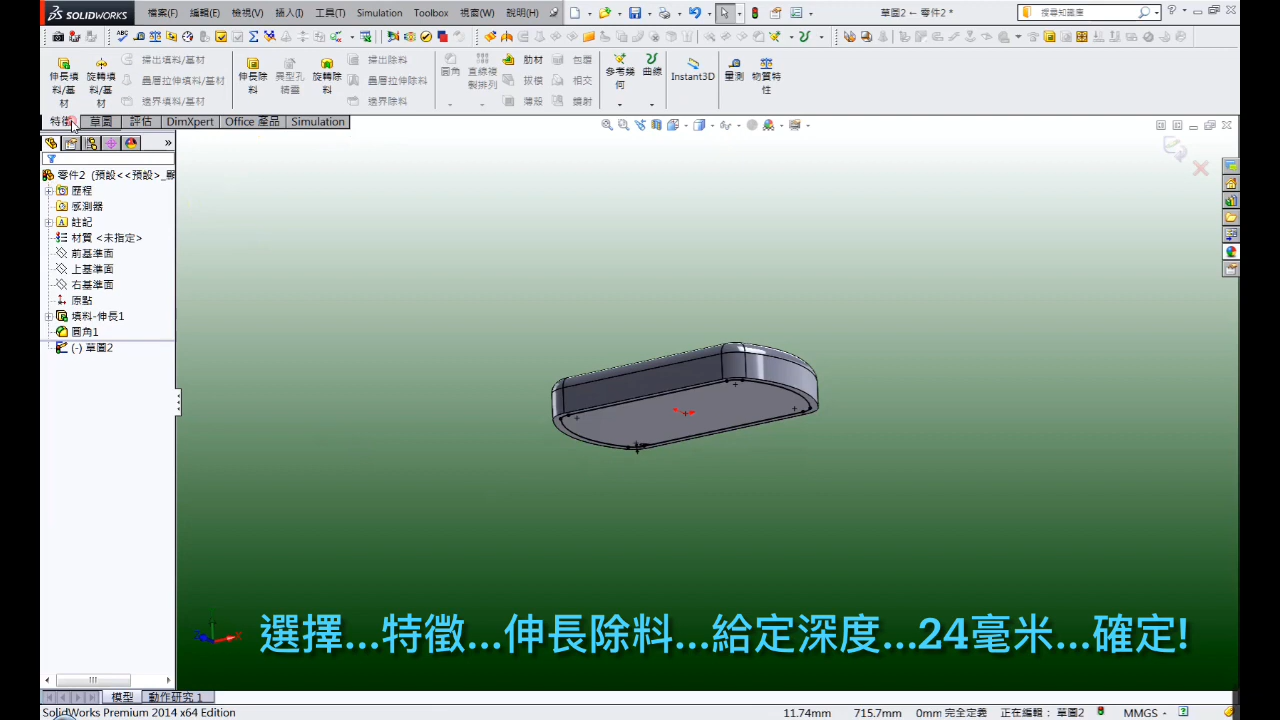 SOLIDWORKS
檔案(F) 編輯(E) 檢視(V) 插入(I) 工具(T) Simulation Toolbox 視窗(W) 說明(H)
草圖2 ← 零件2 *
搜尋知識庫
伸長填料/基材
旋轉填料/基材
掃出填料/基材
疊層拉伸填料/基材
邊界填料/基材
伸長除料
異型孔精靈
旋轉除料
掃出除料
疊層拉伸除料
邊界除料
圓角
直線複製排列
肋材
拔模
薄殼
包覆
相交
鏡射
參考幾何
曲線
Instant3D
量測
物質特性
特徵 草圖 評估 DimXpert Office 產品 Simulation
零件2 (預設<<預設>_顯
歷程
感測器
註記
材質 <未指定>
前基準面
上基準面
右基準面
原點
填料-伸長1
圓角1
(-) 草圖2
選擇...特徵...伸長除料...給定深度...24毫米...確定!
模型 動作研究 1
SolidWorks Premium 2014 x64 Edition
11.74mm 715.7mm 0mm 完全定義 正在編輯： 草圖2 MMGS